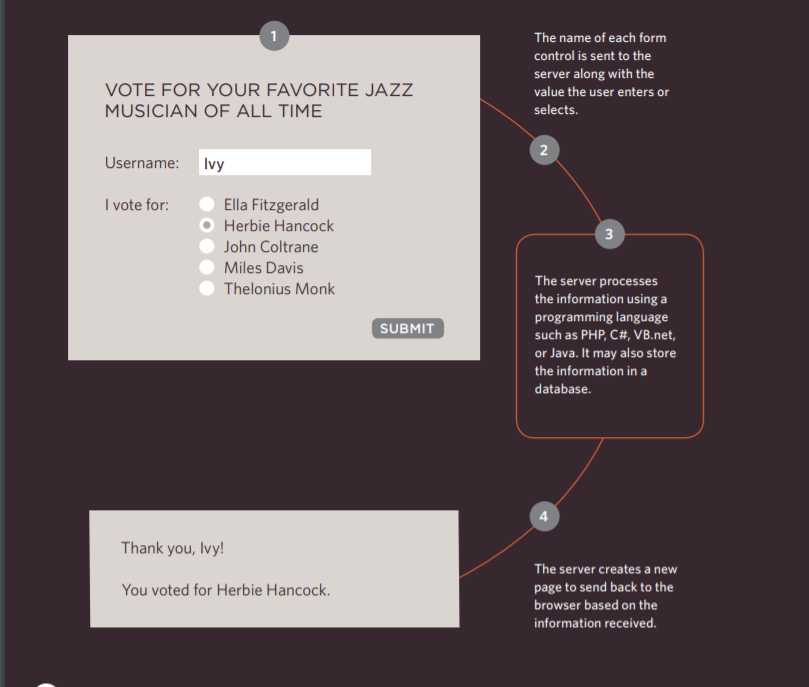 1
VOTE FOR YOUR FAVORITE JAZZ
MUSICIAN OF ALL TIME
Username: Ivy
I vote for: Ella Fitzgerald
Herbie Hancock
John Coltrane
Miles Davis
Thelonius Monk
SUBMIT
The name of each form
control is sent to the
server along with the
value the user enters or
selects.
2
3
The server processes
the information using a
programming language
such as PHP, C#, VB.net,
or Java. It may also store
the information in a
database.
4
The server creates a new
page to send back to the
browser based on the
information received.
Thank you, Ivy!
You voted for Herbie Hancock.